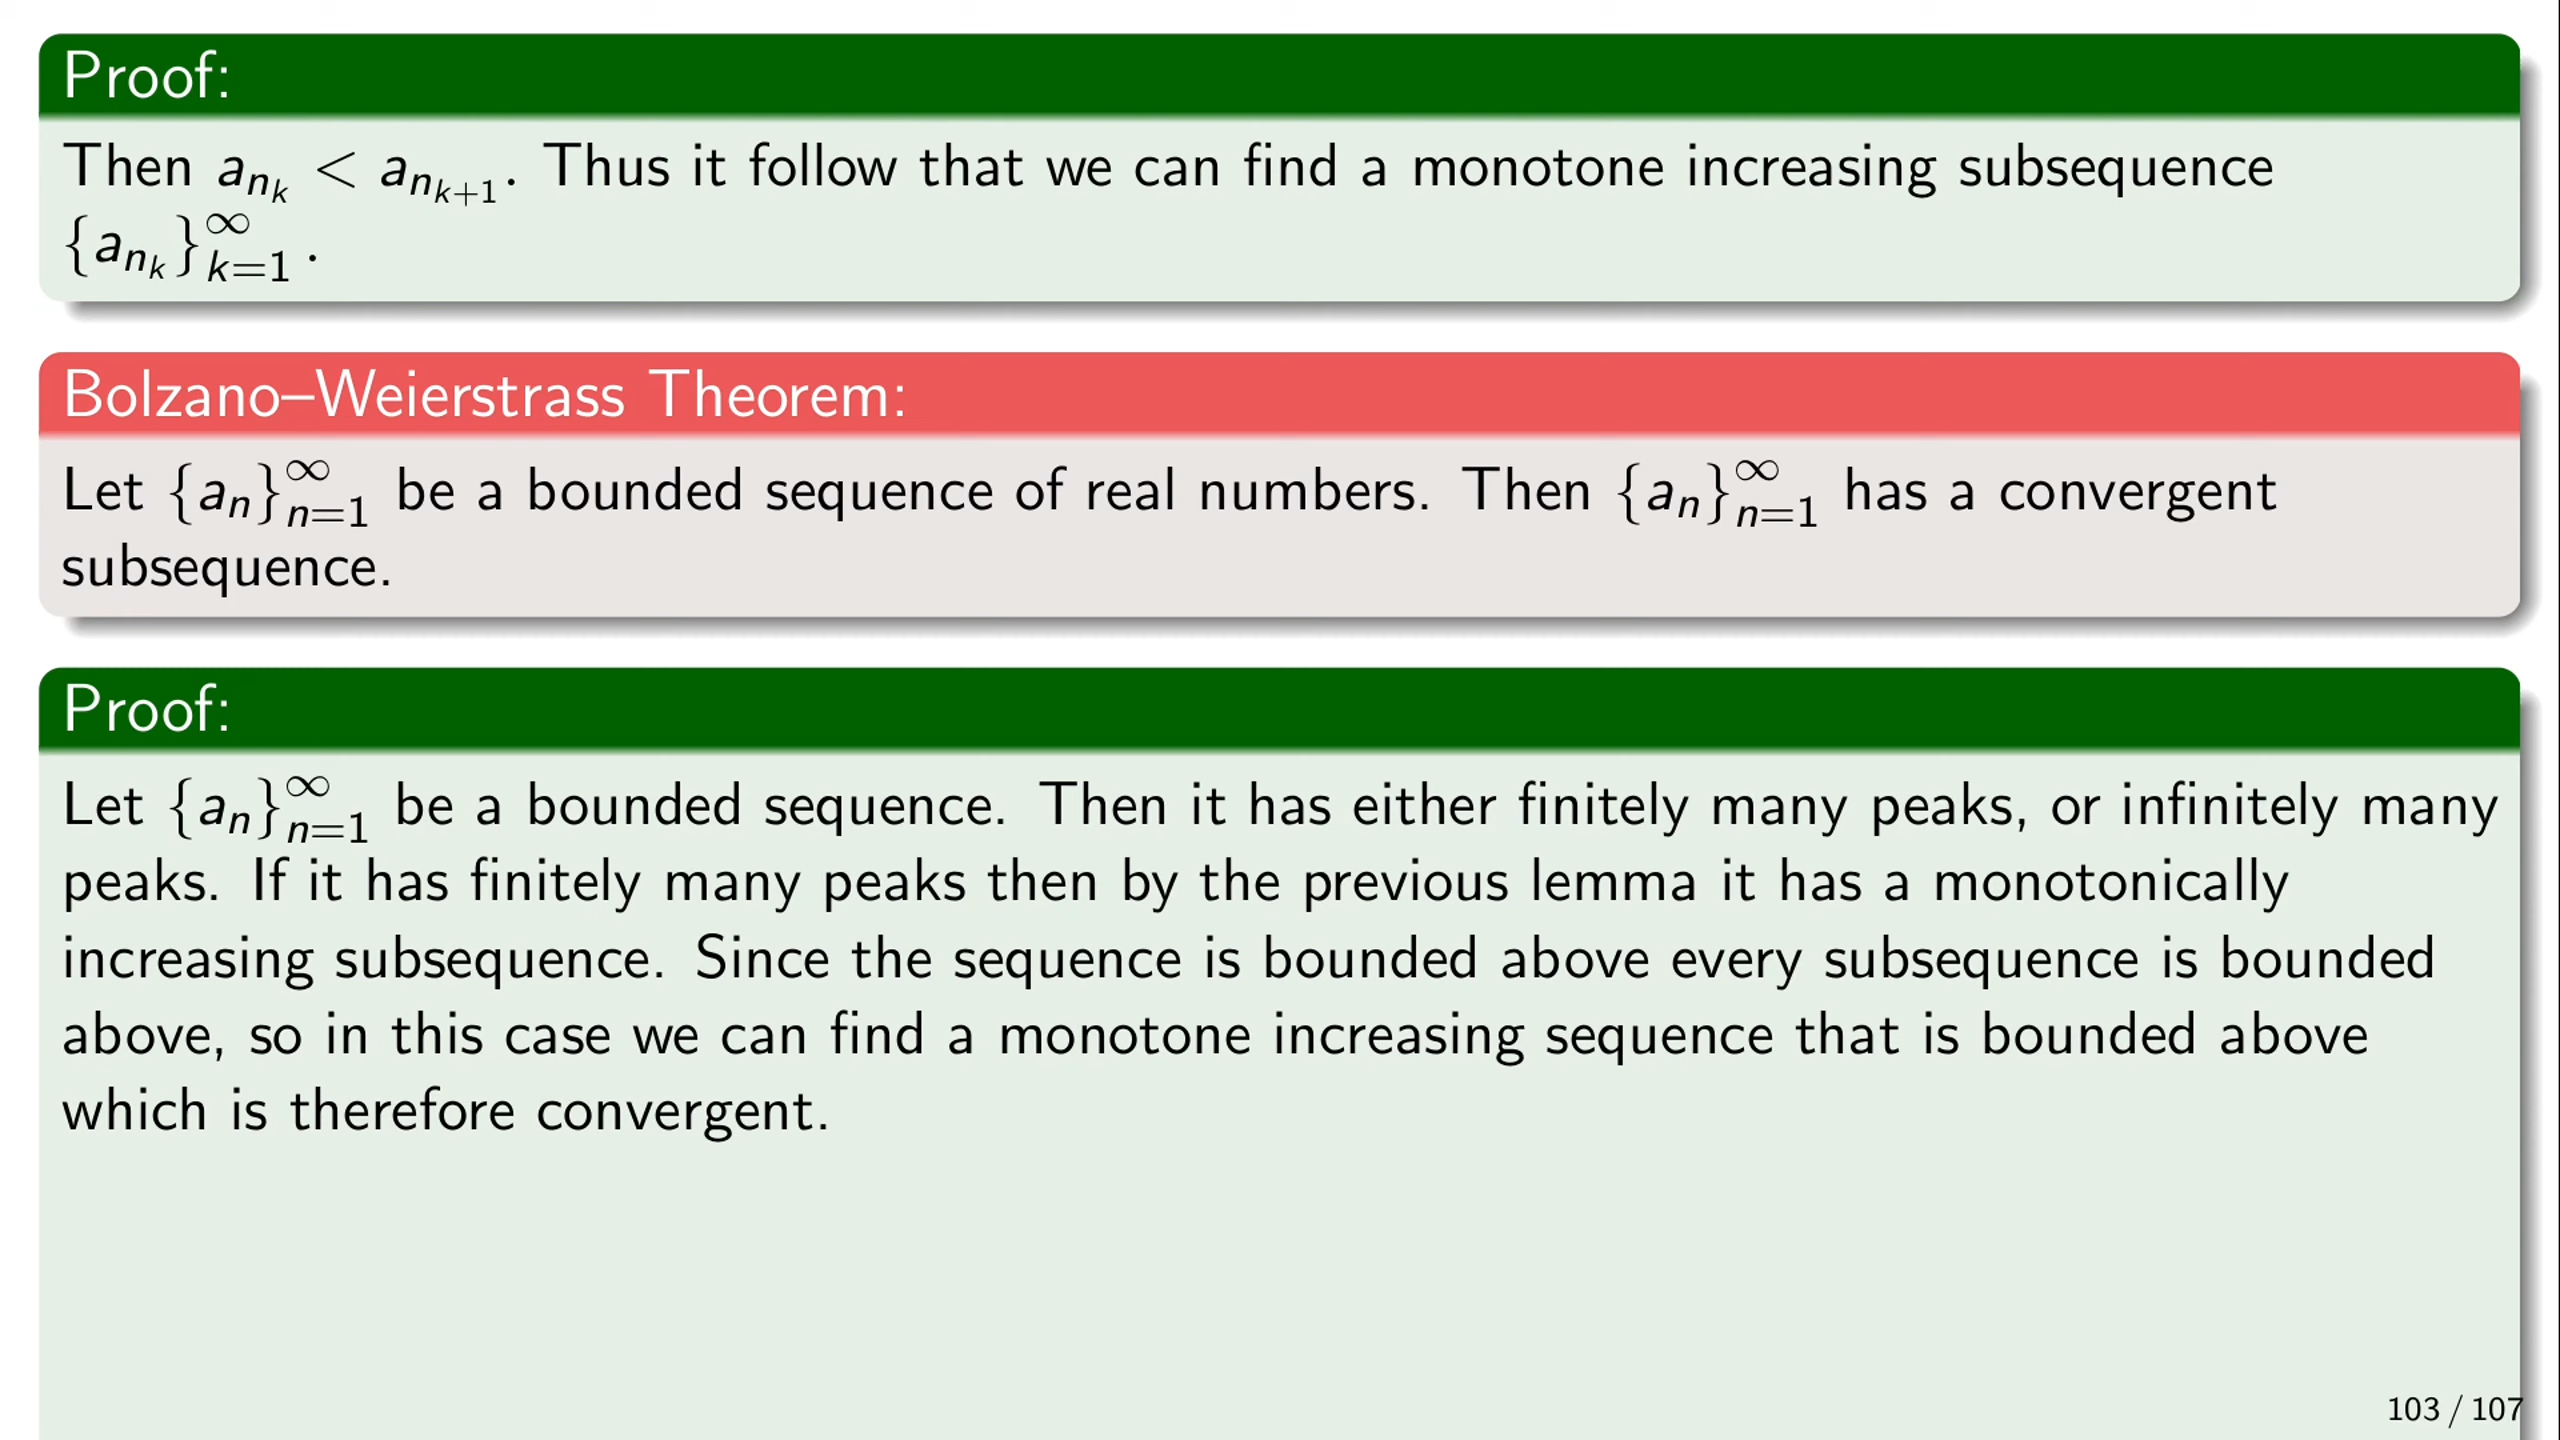 Proof:
Then $a_{n_k} < a_{n_{k+1}}$. Thus it follow that we can find a monotone increasing subsequence
$\{a_{n_k}\}_{k=1}^{\infty}$.
Bolzano–Weierstrass Theorem:
Let $\{a_n\}_{n=1}^{\infty}$ be a bounded sequence of real numbers. Then $\{a_n\}_{n=1}^{\infty}$ has a convergent
subsequence.
Proof:
Let $\{a_n\}_{n=1}^{\infty}$ be a bounded sequence. Then it has either finitely many peaks, or infinitely many
peaks. If it has finitely many peaks then by the previous lemma it has a monotonically
increasing subsequence. Since the sequence is bounded above every subsequence is bounded
above, so in this case we can find a monotone increasing sequence that is bounded above
which is therefore convergent.
103 / 107